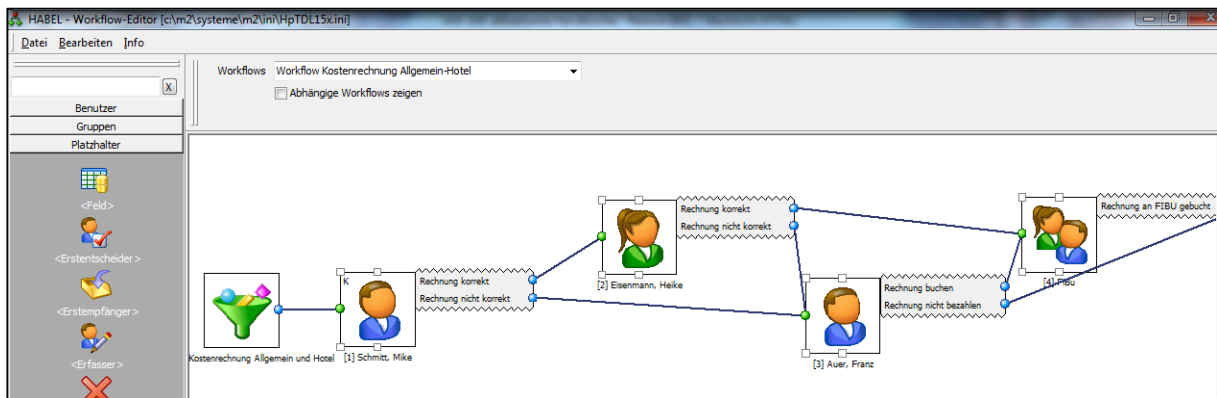 HABEL - Workflow-Editor [c:\m2\systeme\m2\ini\HpTDL15x.ini]
Datei Bearbeiten Info
Workflows Workflow Kostenrechnung Allgemein-Hotel
X
Abhängige Workflows zeigen
Benutzer
Gruppen
Platzhalter
<Feld>
<Erstentscheider>
<Erstempfänger>
<Erfasser>
Kostenrechnung Allgemein und Hotel
K
Rechnung korrekt
Rechnung nicht korrekt
[1] Schmitt, Mike
Rechnung korrekt
Rechnung nicht korrekt
[2] Eisenmann, Heike
Rechnung buchen
Rechnung nicht bezahlen
[3] Auer, Franz
Rechnung an FIBU gebucht
[4] FiBu